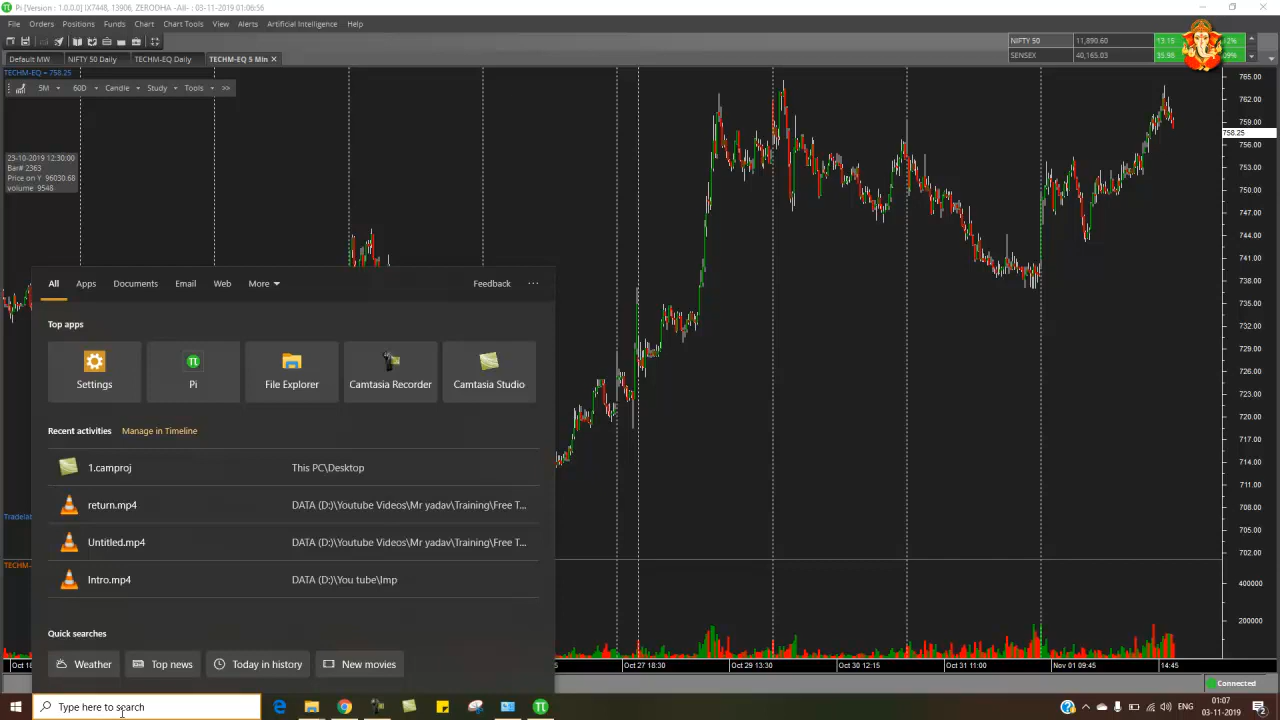 Pi [Version : 1.0.0.0] IX7448, 13906, ZERODHA -All- : 03-11-2019 - 01:06:56
File Orders Positions Funds Chart Chart Tools View Alerts Artificial Intelligence Help
NIFTY 50 11,890.60 13.15
SENSEX 40,165.03 35.98
Default MW NIFTY 50 Daily TECHM-EQ Daily TECHM-EQ 5 Min
TECHM-EQ = 758.25
5M 60D Candle Study Tools >>
765.00
762.00
759.00
758.25
756.00
753.00
750.00
747.00
744.00
741.00
738.00
735.00
732.00
729.00
726.00
723.00
720.00
717.00
714.00
711.00
708.00
705.00
702.00
400000
200000
23-10-2019 12:30:00
Bar# 2363
Price on Y 96030.68
volume 9548
All Apps Documents Email Web More Feedback ...
Top apps
Settings Pi File Explorer Camtasia Recorder Camtasia Studio
Recent activities Manage in Timeline
1.camproj This PC\Desktop
return.mp4 DATA (D:)\Youtube Videos\Mr yadav\Training\Free T...
Untitled.mp4 DATA (D:)\Youtube Videos\Mr yadav\Training\Free T...
Intro.mp4 DATA (D:)\You tube\Imp
Quick searches
Weather Top news Today in history New movies
Tradelab
TECHM-
Oct 18 Oct 27 18:30 Oct 29 13:30 Oct 30 12:15 Oct 31 11:00 Nov 01 09:45 14:45
Connected
Type here to search
01:07
03-11-2019
2